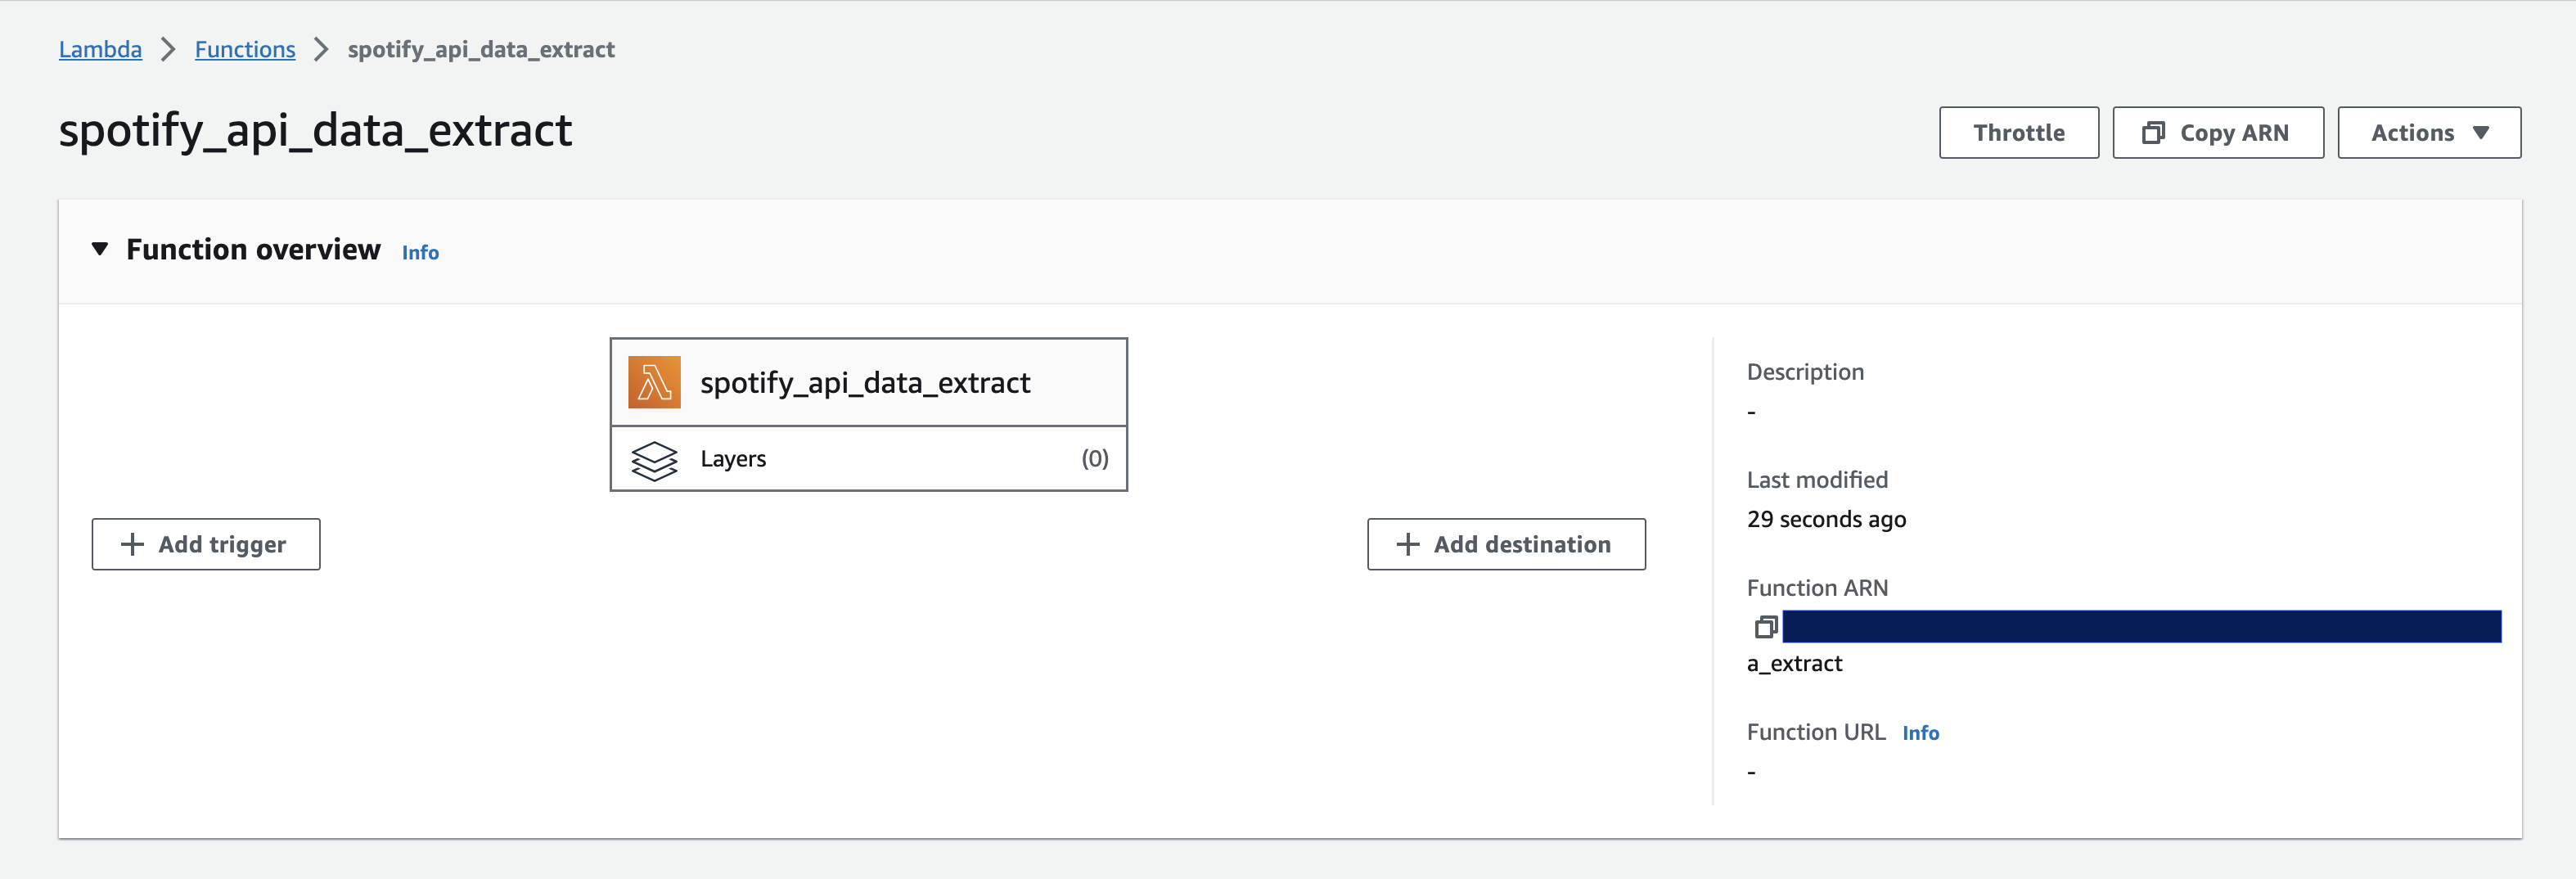 Lambda > Functions > spotify_api_data_extract
spotify_api_data_extract
Throttle
Copy ARN
Actions
Function overview Info
spotify_api_data_extract
Layers (0)
Add trigger
Add destination
Description
-
Last modified
29 seconds ago
Function ARN
a_extract
Function URL Info
-